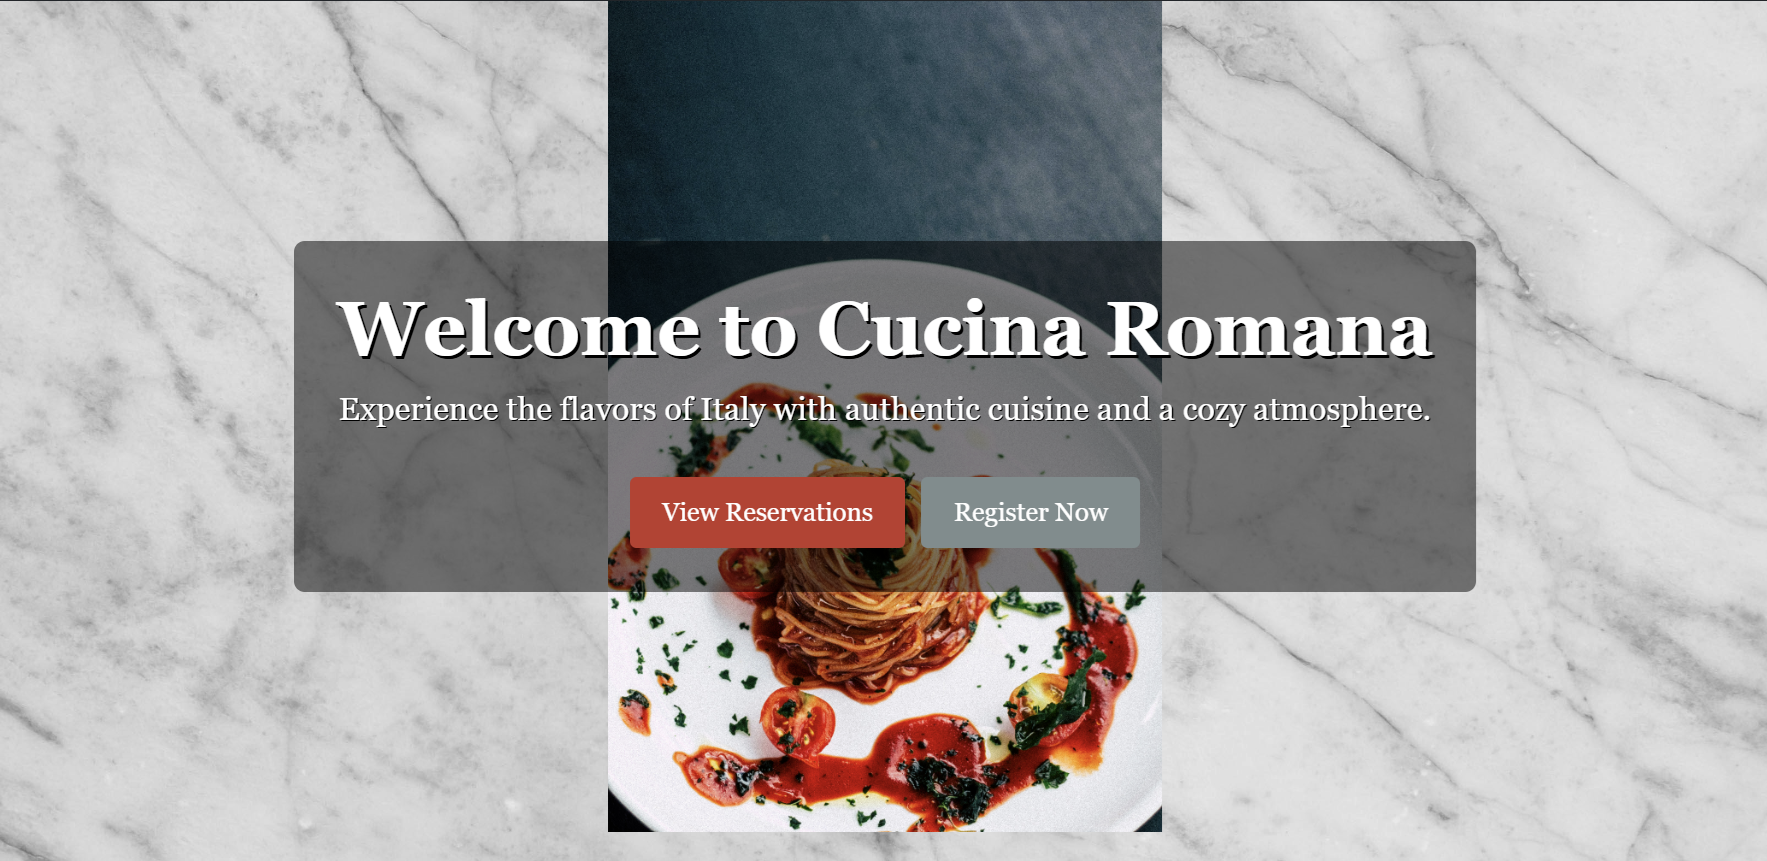 Welcome to Cucina Romana
Experience the flavors of Italy with authentic cuisine and a cozy atmosphere.
View Reservations
Register Now